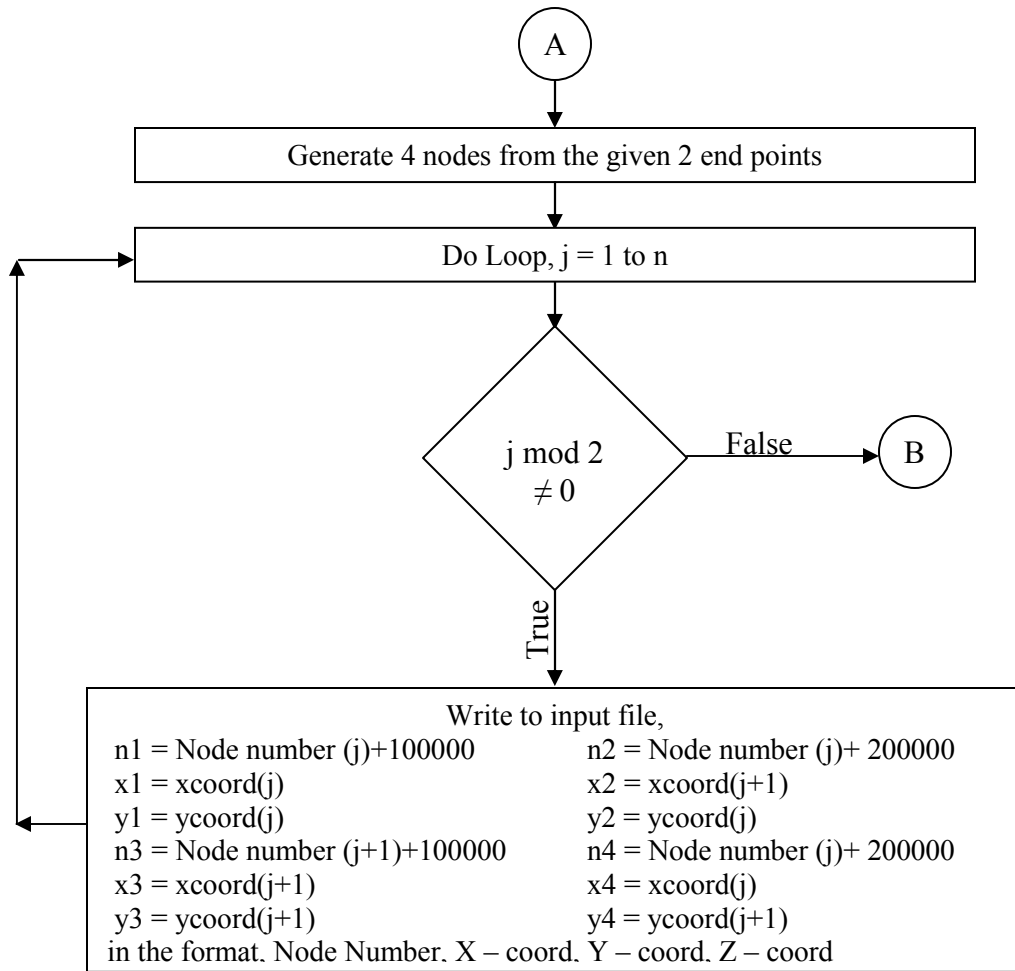 A
Generate 4 nodes from the given 2 end points
Do Loop, j = 1 to n
j mod 2
≠ 0
False
B
True
Write to input file,
n1 = Node number (j)+100000 n2 = Node number (j)+ 200000
x1 = xcoord(j) x2 = xcoord(j+1)
y1 = ycoord(j) y2 = ycoord(j)
n3 = Node number (j+1)+100000 n4 = Node number (j)+ 200000
x3 = xcoord(j+1) x4 = xcoord(j)
y3 = ycoord(j+1) y4 = ycoord(j+1)
in the format, Node Number, X – coord, Y – coord, Z – coord